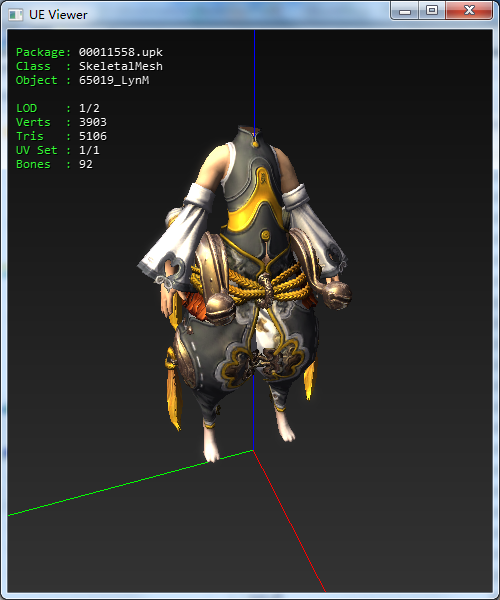 UE Viewer
Package: 00011558.upk
Class : SkeletalMesh
Object : 65019_LynM
LOD : 1/2
Verts : 3903
Tris : 5106
UV Set : 1/1
Bones : 92